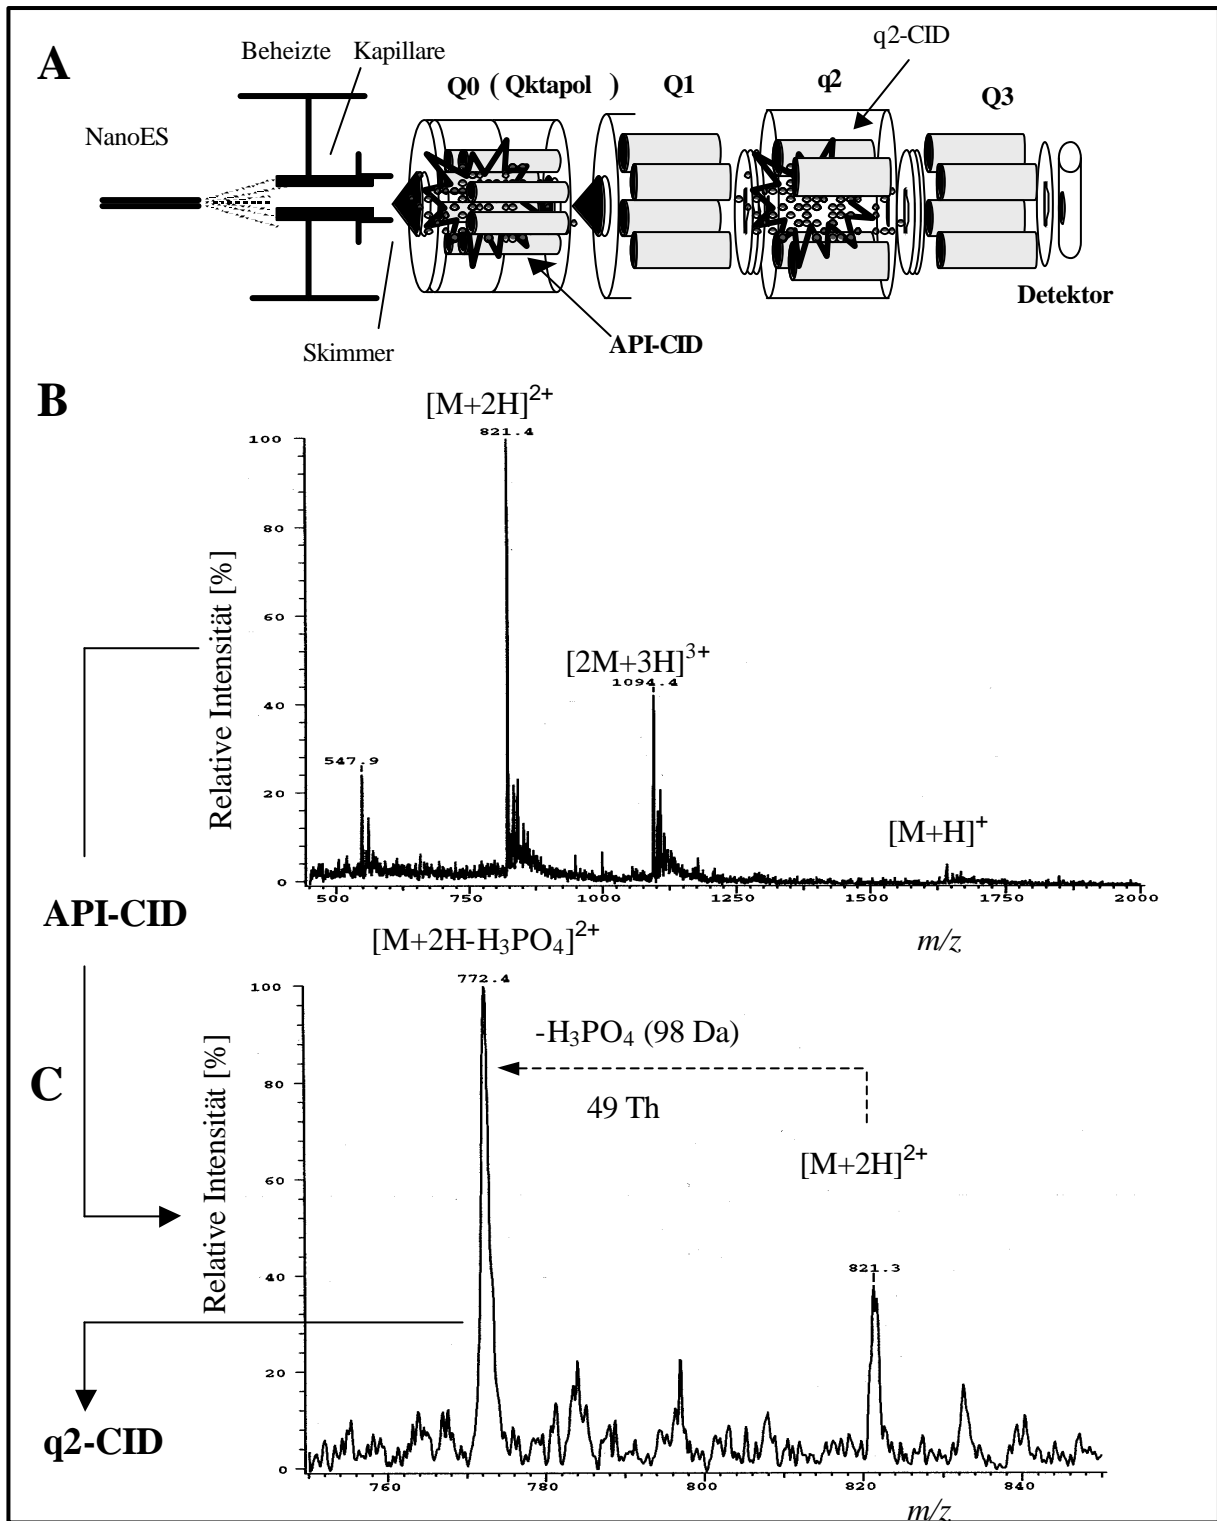 A
Beheizte Kapillare
q2-CID
Q0 ( Qktapol )
Q1
q2
Q3
NanoES
Detektor
Skimmer
API-CID
B
[M+2H]²⁺
821.4
100
80
60
40
20
0
Relative Intensität [%]
[2M+3H]³⁺
1094.4
547.9
[M+H]⁺
500 750 1000 1250 1500 1750 2000
m/z
API-CID
[M+2H-H₃PO₄]²⁺
772.4
C
100
80
60
40
20
0
Relative Intensität [%]
-H₃PO₄ (98 Da)
49 Th
[M+2H]²⁺
821.3
q2-CID
760 780 800 820 840
m/z